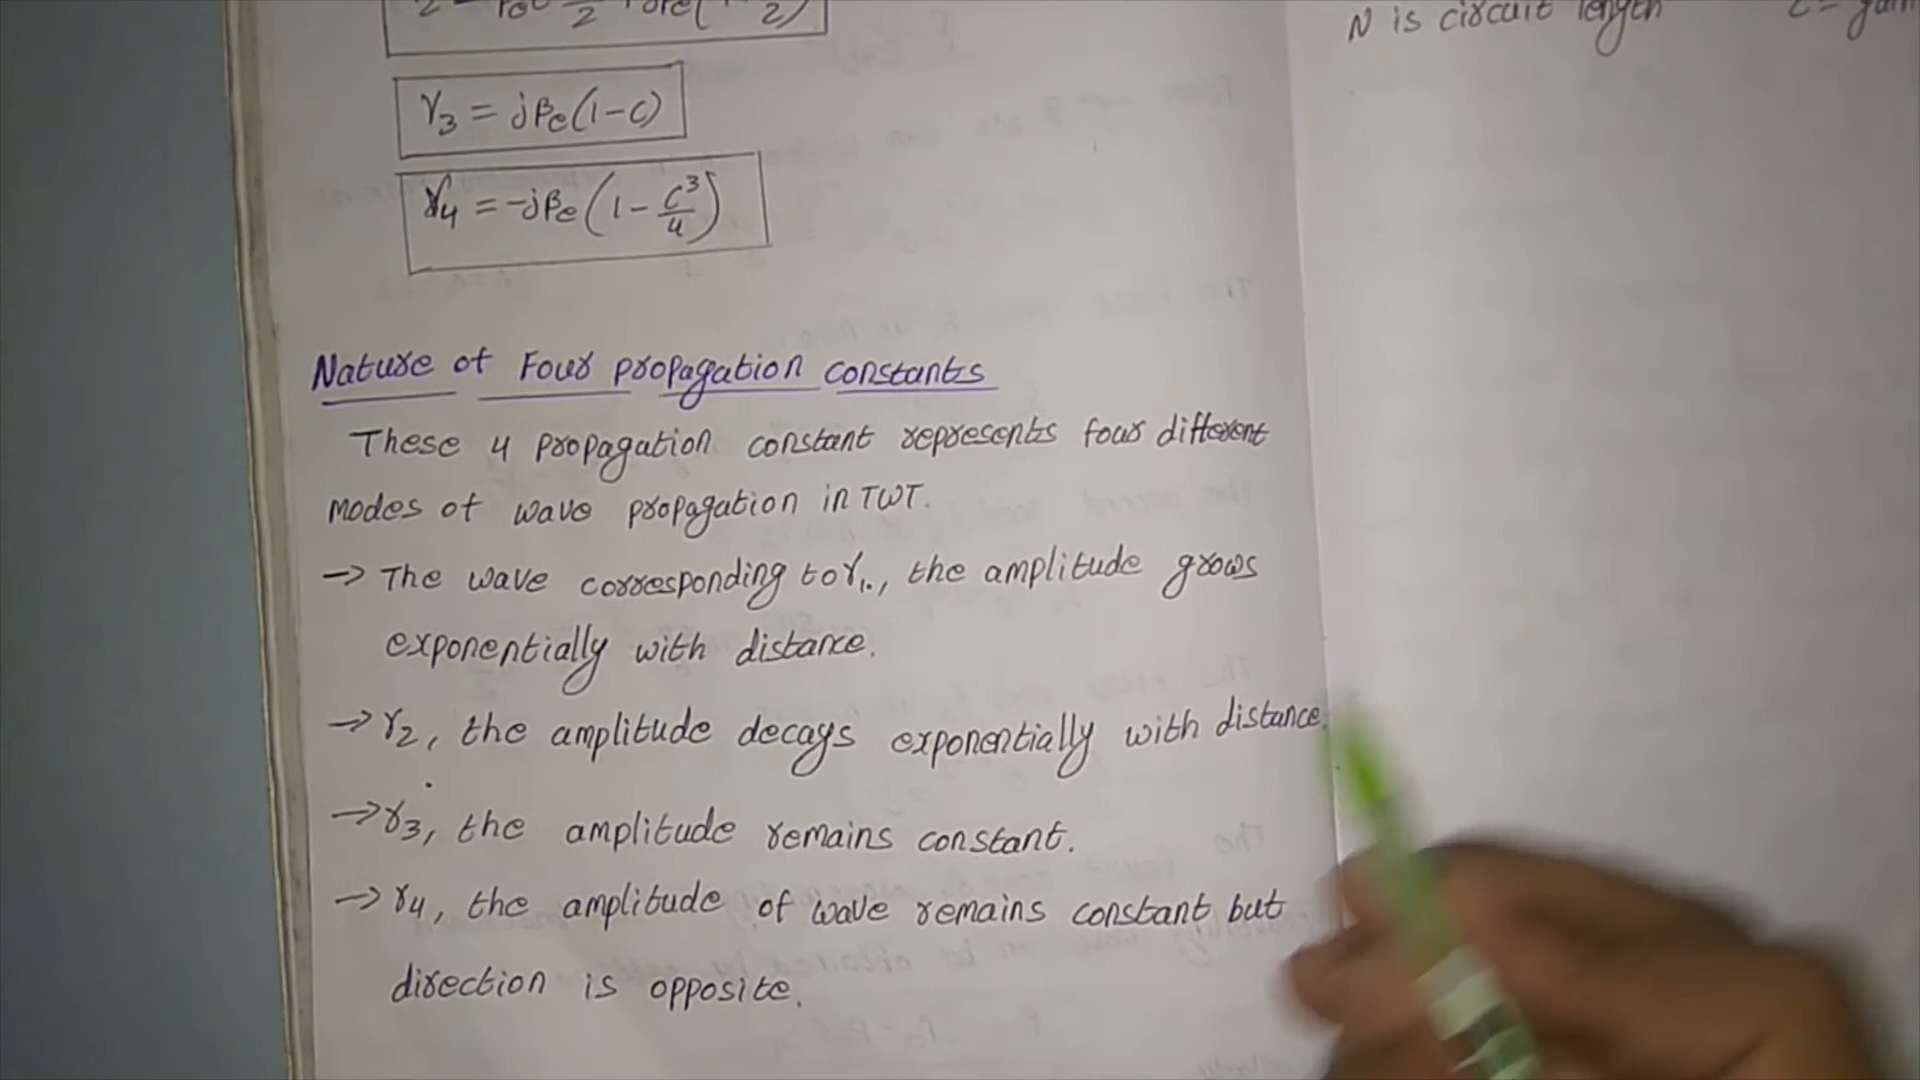 N is circuit length
γ3 = jβe(1-c)
γ4 = -jβe(1 - c³/4)
Nature of Four propagation constants
These 4 propagation constant represents four different
modes of wave propagation in TWT.
→ The wave corresponding to γ1., the amplitude grows
exponentially with distance.
→ γ2, the amplitude decays exponentially with distance.
→ γ3, the amplitude remains constant.
→ γ4, the amplitude of wave remains constant but
direction is opposite.